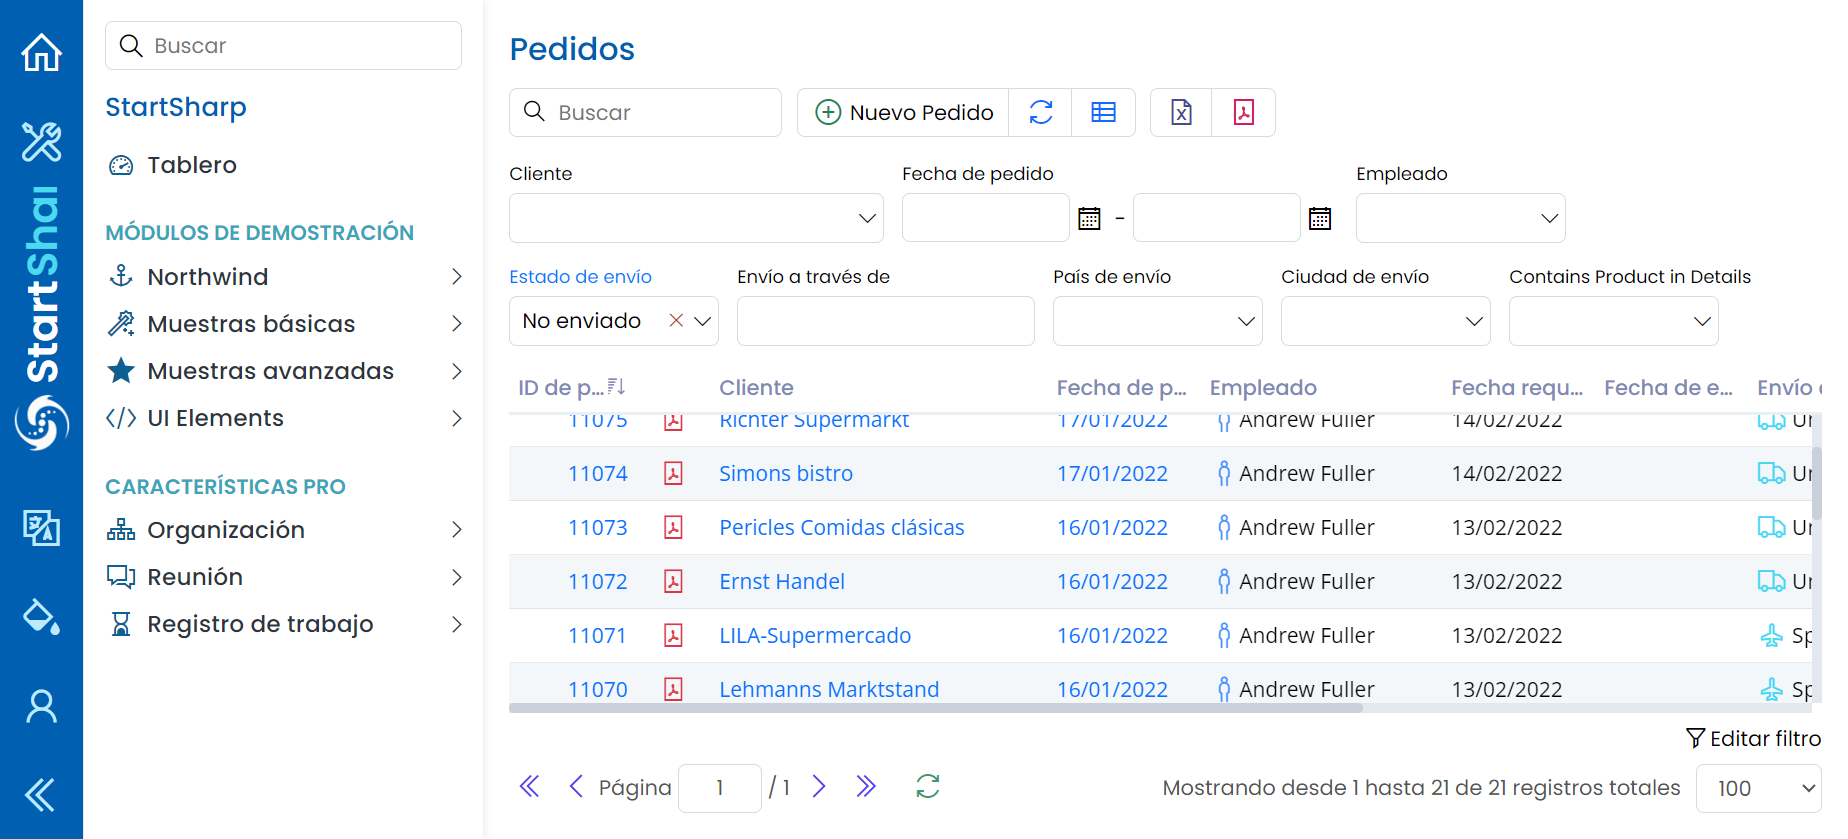 StartShar
Buscar
StartSharp
Tablero
MÓDULOS DE DEMOSTRACIÓN
Northwind
Muestras básicas
Muestras avanzadas
UI Elements
CARACTERÍSTICAS PRO
Organización
Reunión
Registro de trabajo
Pedidos
Buscar
Nuevo Pedido
Cliente
Fecha de pedido
Empleado
-
Estado de envío
Envío a través de
País de envío
Ciudad de envío
Contains Product in Details
No enviado
ID de p... Cliente Fecha de p... Empleado Fecha requ... Fecha de e... Envío
11075 Richter Supermarkt 17/01/2022 Andrew Fuller 14/02/2022
11074 Simons bistro 17/01/2022 Andrew Fuller 14/02/2022
11073 Pericles Comidas clásicas 16/01/2022 Andrew Fuller 13/02/2022
11072 Ernst Handel 16/01/2022 Andrew Fuller 13/02/2022
11071 LILA-Supermercado 16/01/2022 Andrew Fuller 13/02/2022 Sp
11070 Lehmanns Marktstand 16/01/2022 Andrew Fuller 13/02/2022 Sp
Editar filtro
Página 1 / 1
Mostrando desde 1 hasta 21 de 21 registros totales 100